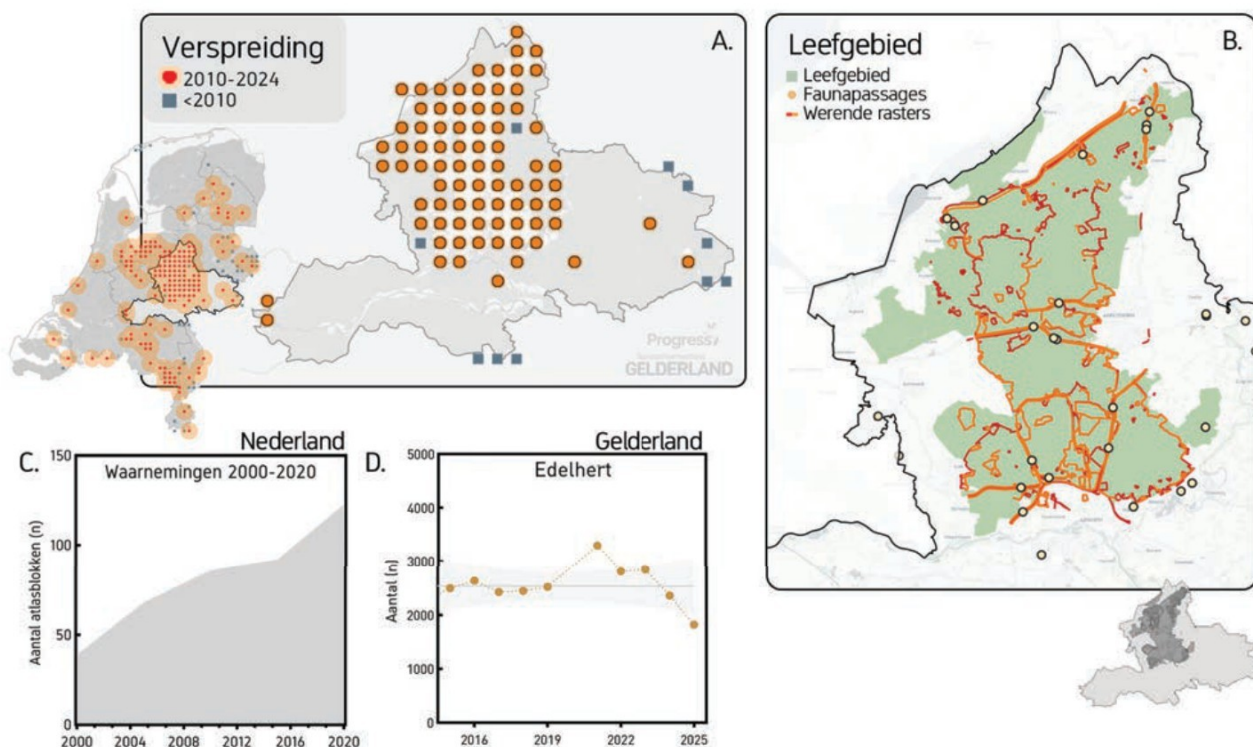 Verspreiding
2010-2024
<2010
A.
Progress
GELDERLAND
Leefgebied
B.
Leefgebied
Faunapassages
Werende rasters
C.
Nederland
Waarnemingen 2000-2020
Aantal atlasblokken (n)
150
100
50
0
2000 2004 2008 2012 2016 2020
D.
Gelderland
Edelhert
Aantal (n)
5000
4000
3000
2000
1000
0
2016 2019 2022 2025